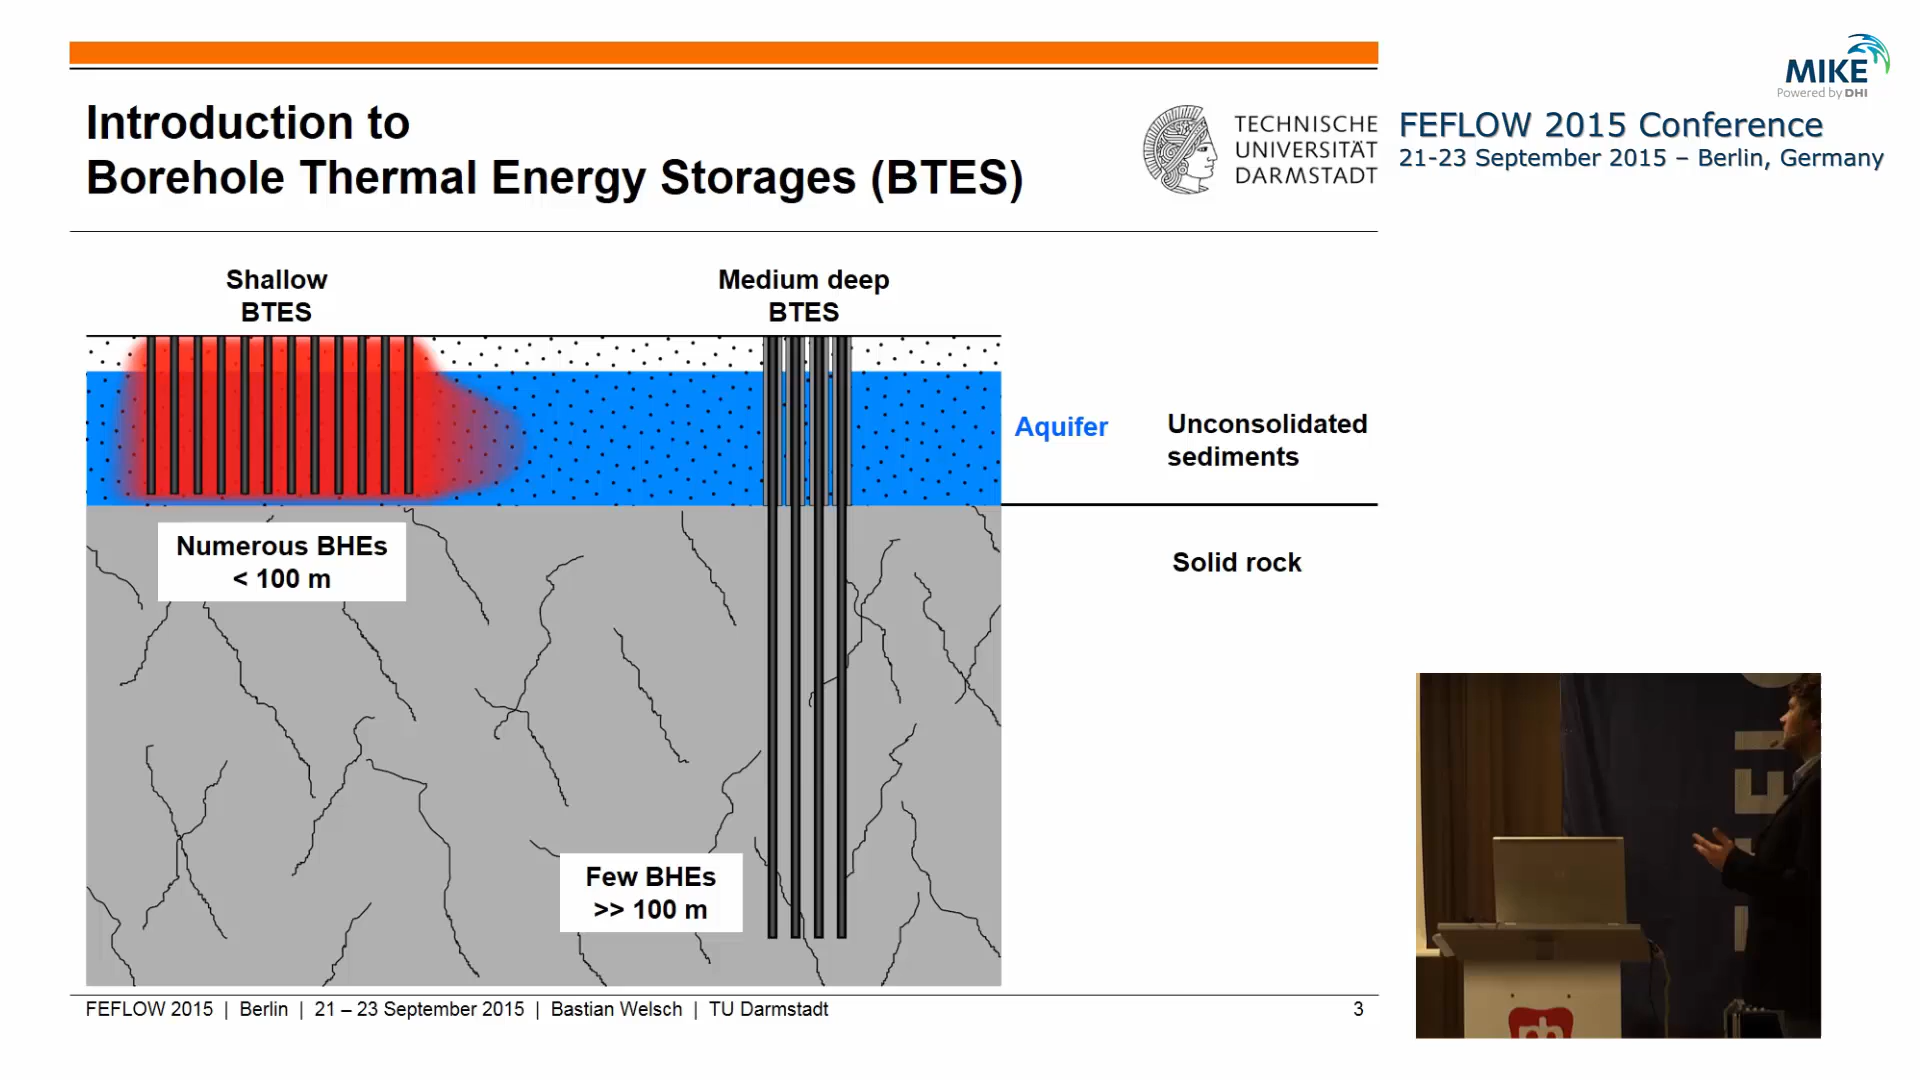 MIKE
Powered by DHI
Introduction to
Borehole Thermal Energy Storages (BTES)
TECHNISCHE
UNIVERSITÄT
DARMSTADT
FEFLOW 2015 Conference
21-23 September 2015 – Berlin, Germany
Shallow
BTES
Medium deep
BTES
Aquifer
Unconsolidated
sediments
Numerous BHEs
< 100 m
Solid rock
Few BHEs
>> 100 m
FEFLOW 2015 | Berlin | 21 – 23 September 2015 | Bastian Welsch | TU Darmstadt
3